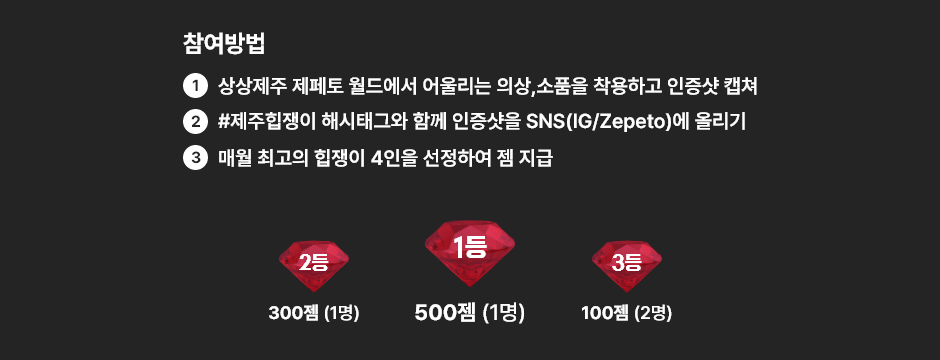 참여방법
1 상상제주 제페토 월드에서 어울리는 의상,소품을 착용하고 인증샷 캡쳐
2 #제주힙쟁이 해시태그와 함께 인증샷을 SNS(IG/Zepeto)에 올리기
3 매월 최고의 힙쟁이 4인을 선정하여 젬 지급
2등
1등
3등
300젬 (1명)
500젬 (1명)
100젬 (2명)